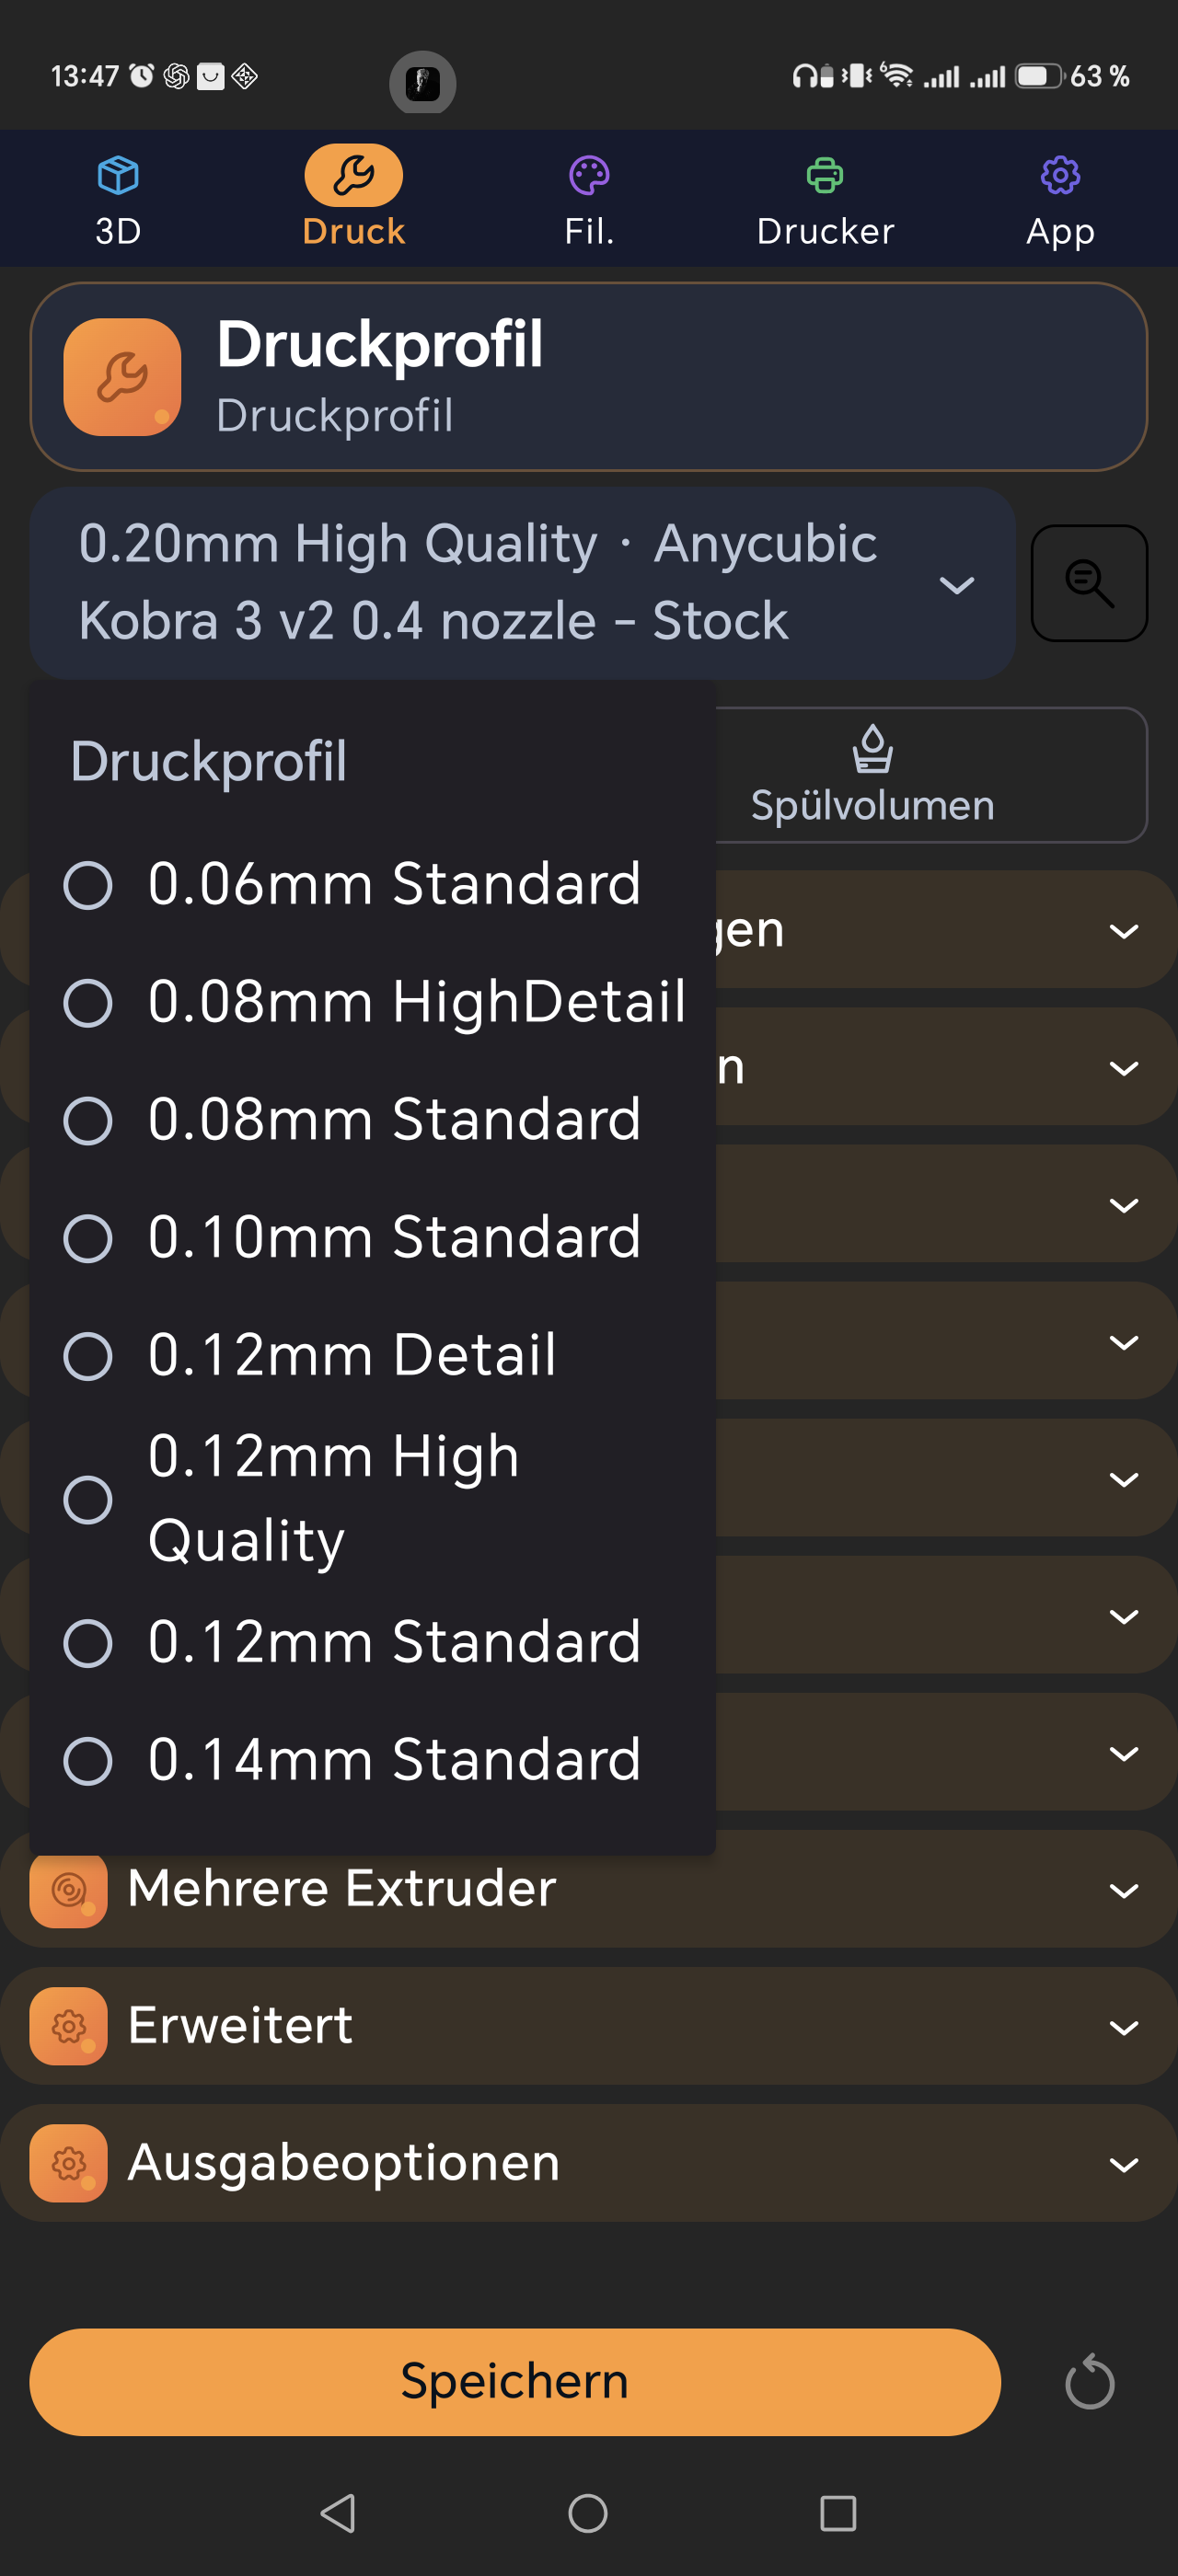 13:47
63 %
3D
Druck
Fil.
Drucker
App
Druckprofil
Druckprofil
0.20mm High Quality · Anycubic
Kobra 3 v2 0.4 nozzle - Stock
Druckprofil
Spülvolumen
0.06mm Standard
gen
0.08mm HighDetail
n
0.08mm Standard
0.10mm Standard
0.12mm Detail
0.12mm High
Quality
0.12mm Standard
0.14mm Standard
Mehrere Extruder
Erweitert
Ausgabeoptionen
Speichern